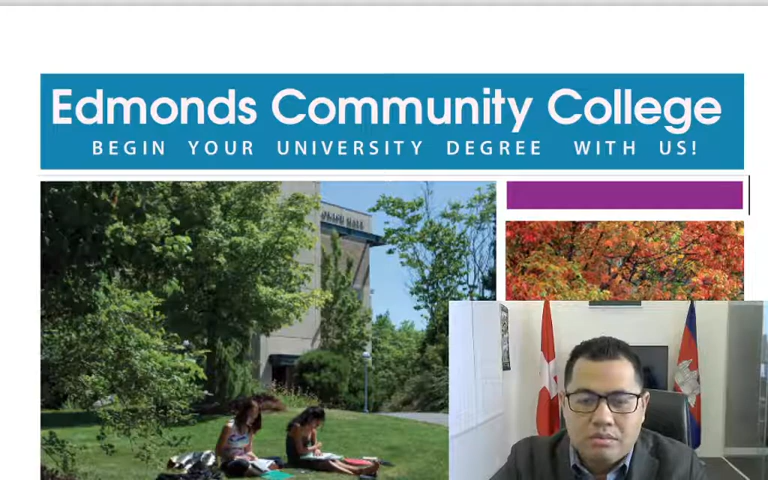 Edmonds Community College
BEGIN YOUR UNIVERSITY DEGREE WITH US!